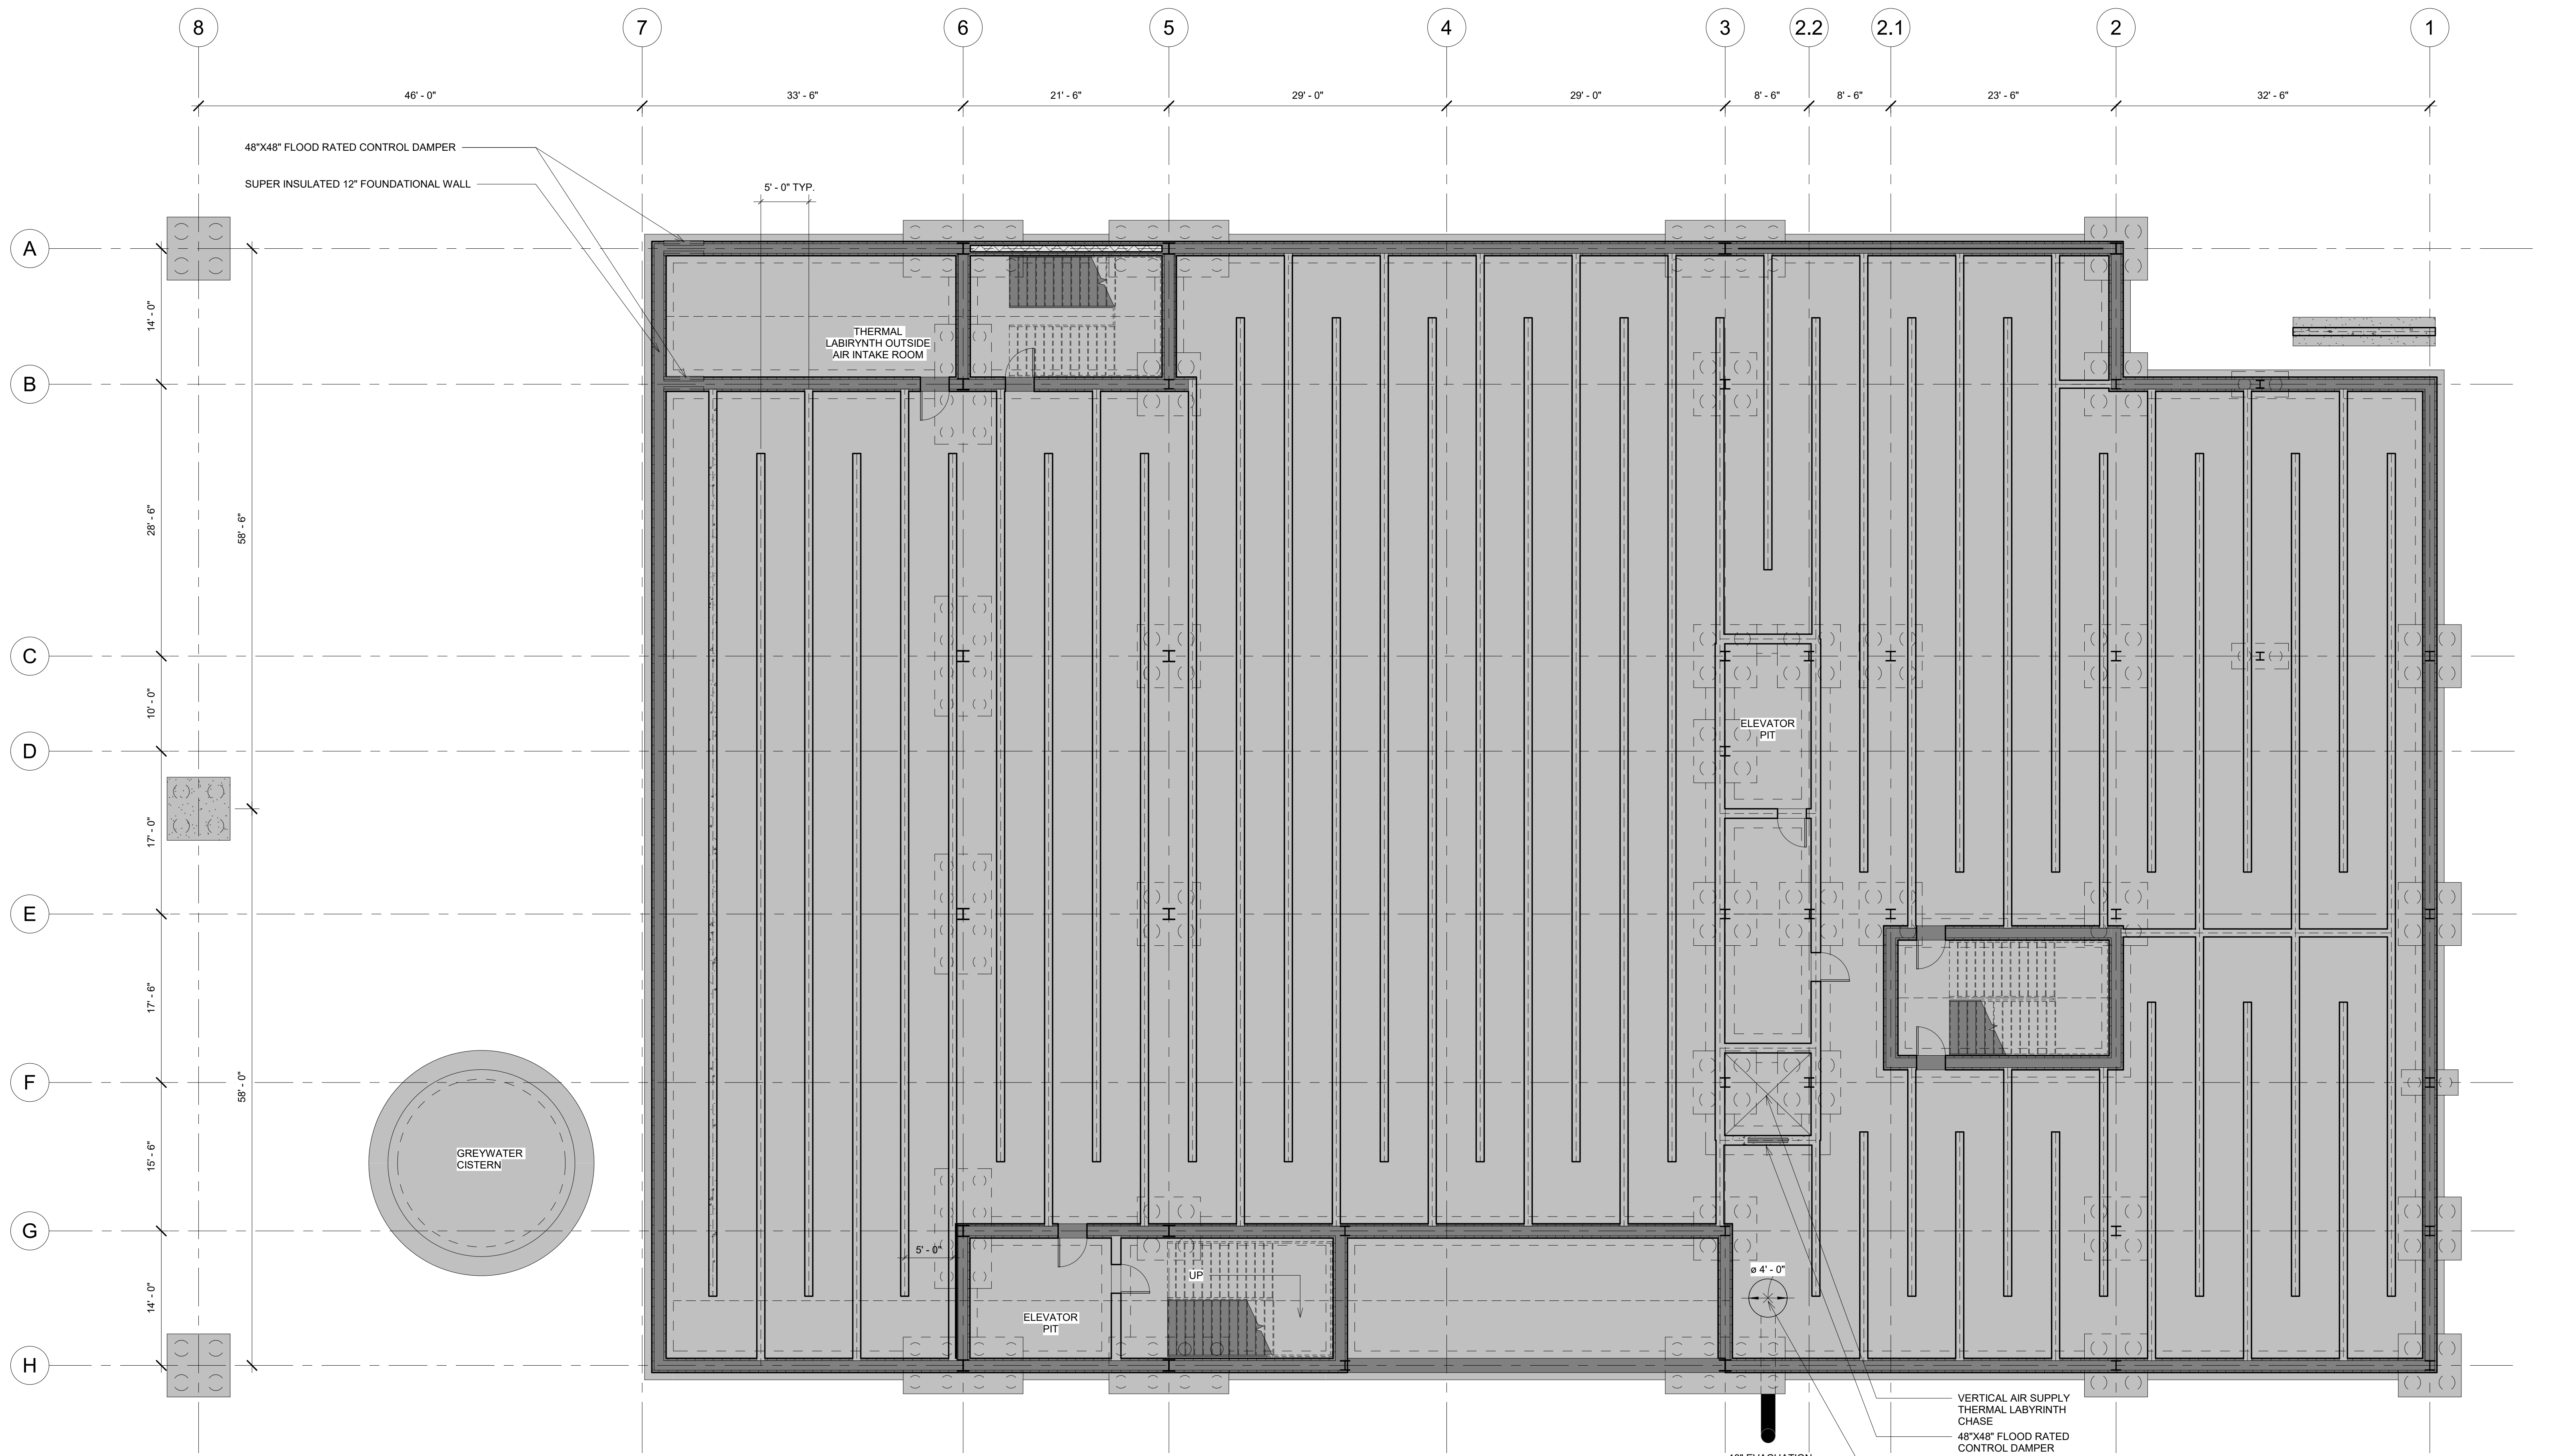 8
7
6
5
4
3
2.2
2.1
2
1
46' - 0"
33' - 6"
21' - 6"
29' - 0"
29' - 0"
8' - 6"
8' - 6"
23' - 6"
32' - 6"
48"X48" FLOOD RATED CONTROL DAMPER
SUPER INSULATED 12" FOUNDATIONAL WALL
5' - 0" TYP.
A
14' - 0"
THERMAL
LABIRYNTH OUTSIDE
AIR INTAKE ROOM
B
28' - 6"
58' - 6"
C
10' - 0"
ELEVATOR
PIT
D
17' - 0"
E
17' - 6"
F
58' - 0"
GREYWATER
CISTERN
15' - 6"
G
5' - 0"
UP
ø 4' - 0"
14' - 0"
ELEVATOR
PIT
H
VERTICAL AIR SUPPLY
THERMAL LABYRINTH
CHASE
48"X48" FLOOD RATED
CONTROL DAMPER